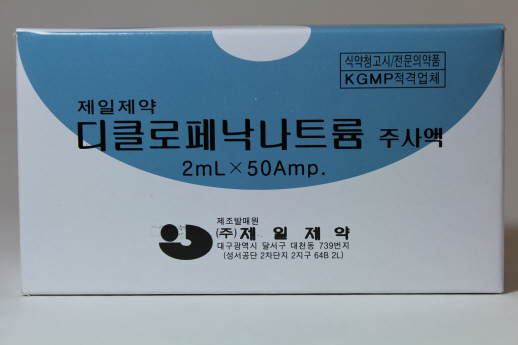 식약청고시/전문의약품
KGMP적격업체
제일제약
디클로페낙나트륨 주사액
2mL×50Amp.
제조발매원
(주)제일제약
대구광역시 달서구 대천동 739번지
(성서공단 2차단지 2지구 64B 2L)